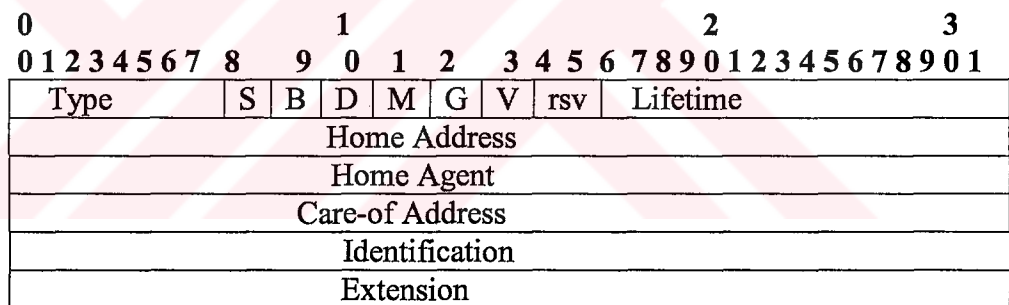 0 1 2 3
0 1 2 3 4 5 6 7 8 9 0 1 2 3 4 5 6 7 8 9 0 1 2 3 4 5 6 7 8 9 0 1
Type S B D M G V rsv Lifetime
Home Address
Home Agent
Care-of Address
Identification
Extension